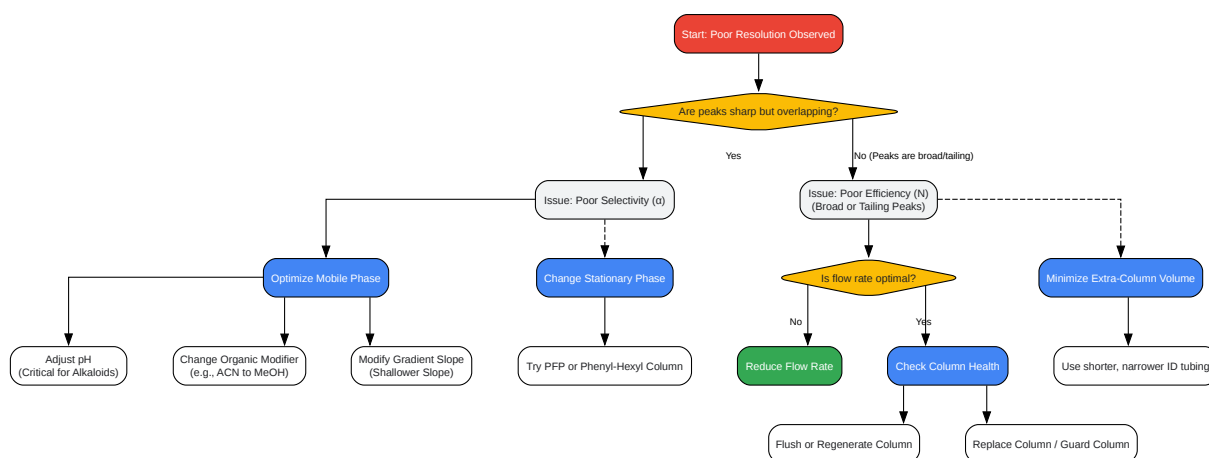 Start: Poor Resolution Observed
Are peaks sharp but overlapping?
Yes
No (Peaks are broad/tailing)
Issue: Poor Selectivity (α)
Issue: Poor Efficiency (N)
(Broad or Tailing Peaks)
Optimize Mobile Phase
Change Stationary Phase
Is flow rate optimal?
Minimize Extra-Column Volume
No
Yes
Adjust pH
(Critical for Alkaloids)
Change Organic Modifier
(e.g., ACN to MeOH)
Modify Gradient Slope
(Shallower Slope)
Try PFP or Phenyl-Hexyl Column
Reduce Flow Rate
Check Column Health
Use shorter, narrower ID tubing
Flush or Regenerate Column
Replace Column / Guard Column